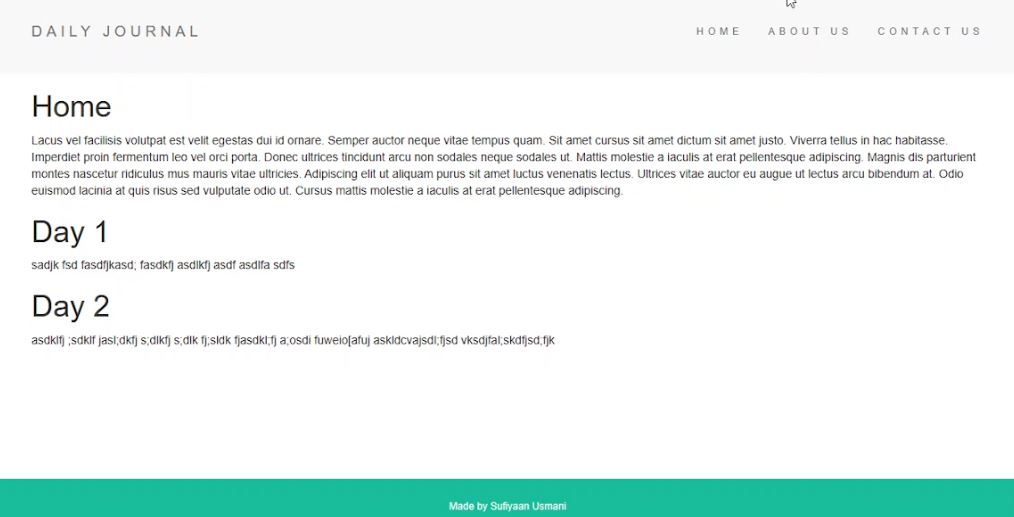 DAILY JOURNAL
HOME ABOUT US CONTACT US
Home
Lacus vel facilisis volutpat est velit egestas dui id ornare. Semper auctor neque vitae tempus quam. Sit amet cursus sit amet dictum sit amet justo. Viverra tellus in hac habitasse.
Imperdiet proin fermentum leo vel orci porta. Donec ultrices tincidunt arcu non sodales neque sodales ut. Mattis molestie a iaculis at erat pellentesque adipiscing. Magnis dis parturient
montes nascetur ridiculus mus mauris vitae ultricies. Adipiscing elit ut aliquam purus sit amet luctus venenatis lectus. Ultrices vitae auctor eu augue ut lectus arcu bibendum at. Odio
euismod lacinia at quis risus sed vulputate odio ut. Cursus mattis molestie a iaculis at erat pellentesque adipiscing.
Day 1
sadjk fsd fasdfjkasd; fasdkfj asdlkfj asdf asdlfa sdfs
Day 2
asdklfj ;sdklf jasl;dkfj s;dlkfj s;dlk fj;sldk fjasdkl;fj a;osdi fuweio[afuj askldcvajsdl;fjsd vksdjfal;skdfjsd;fjk
Made by Sufiyaan Usmani